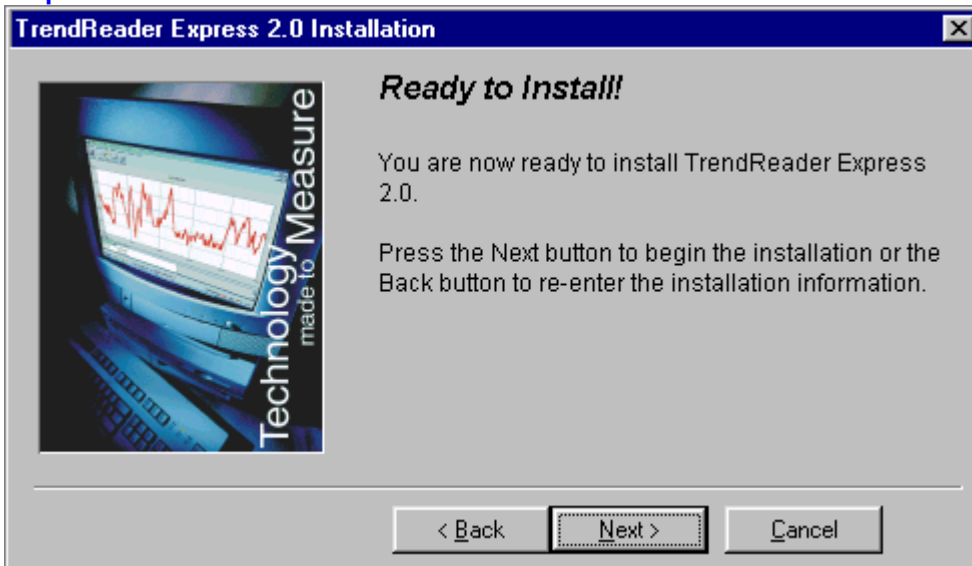 TrendReader Express 2.0 Installation
Technology
made to Measure
Ready to Install!
You are now ready to install TrendReader Express
2.0.
Press the Next button to begin the installation or the
Back button to re-enter the installation information.
< Back
Next >
Cancel